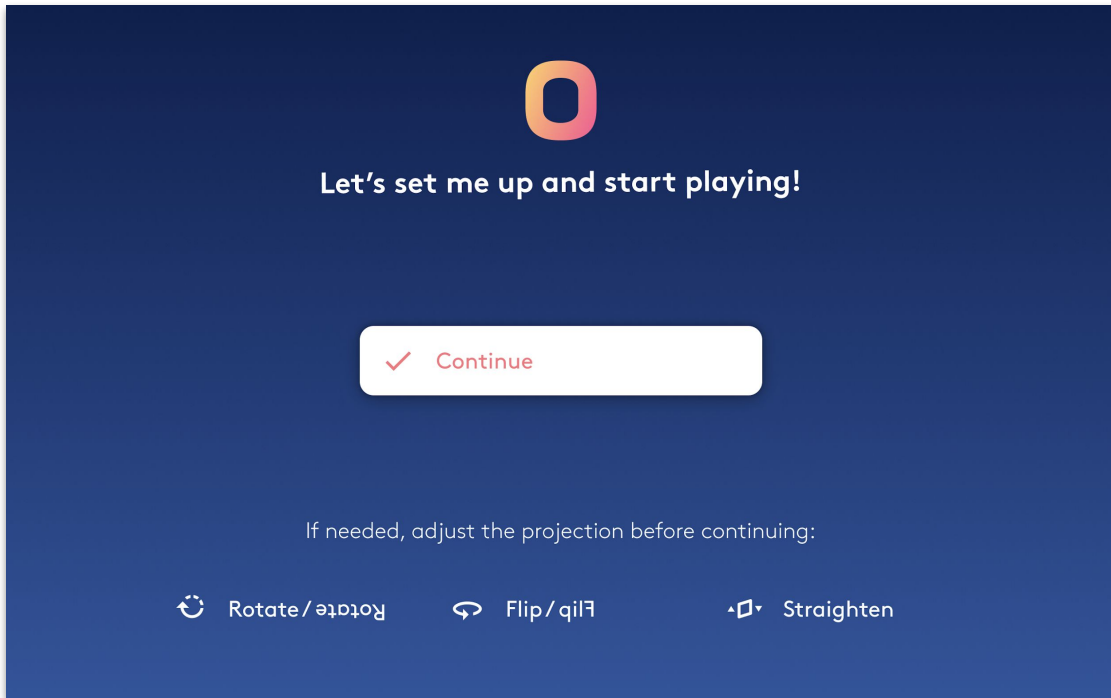 Let's set me up and start playing!
Continue
If needed, adjust the projection before continuing:
Rotate/Rotate Flip/Flip Straighten